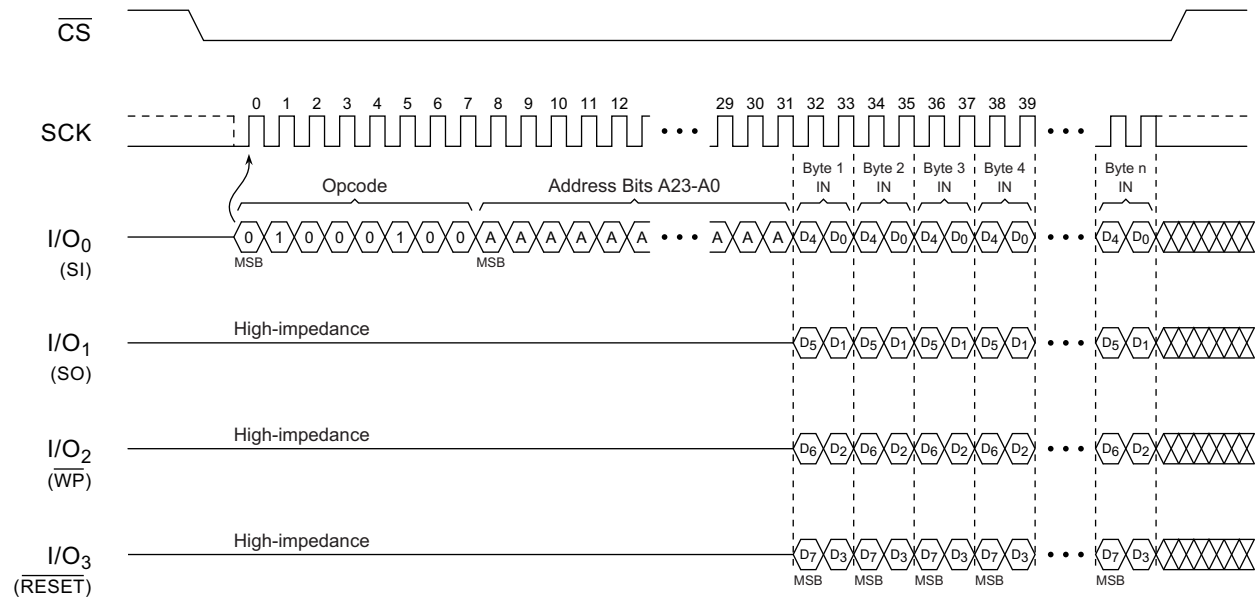 CS
SCK
0 1 2 3 4 5 6 7 8 9 10 11 12 29 30 31 32 33 34 35 36 37 38 39
Opcode Address Bits A23-A0 Byte 1 IN Byte 2 IN Byte 3 IN Byte 4 IN Byte n IN
I/O0 (SI)
0 1 0 0 0 1 0 0 A A A A A A A A A D4 D0 D4 D0 D4 D0 D4 D0 D4 D0
MSB MSB
I/O1 (SO)
High-impedance
D5 D1 D5 D1 D5 D1 D5 D1 D5 D1
I/O2 (WP)
High-impedance
D6 D2 D6 D2 D6 D2 D6 D2 D6 D2
I/O3 (RESET)
High-impedance
D7 D3 D7 D3 D7 D3 D7 D3 D7 D3
MSB MSB MSB MSB MSB